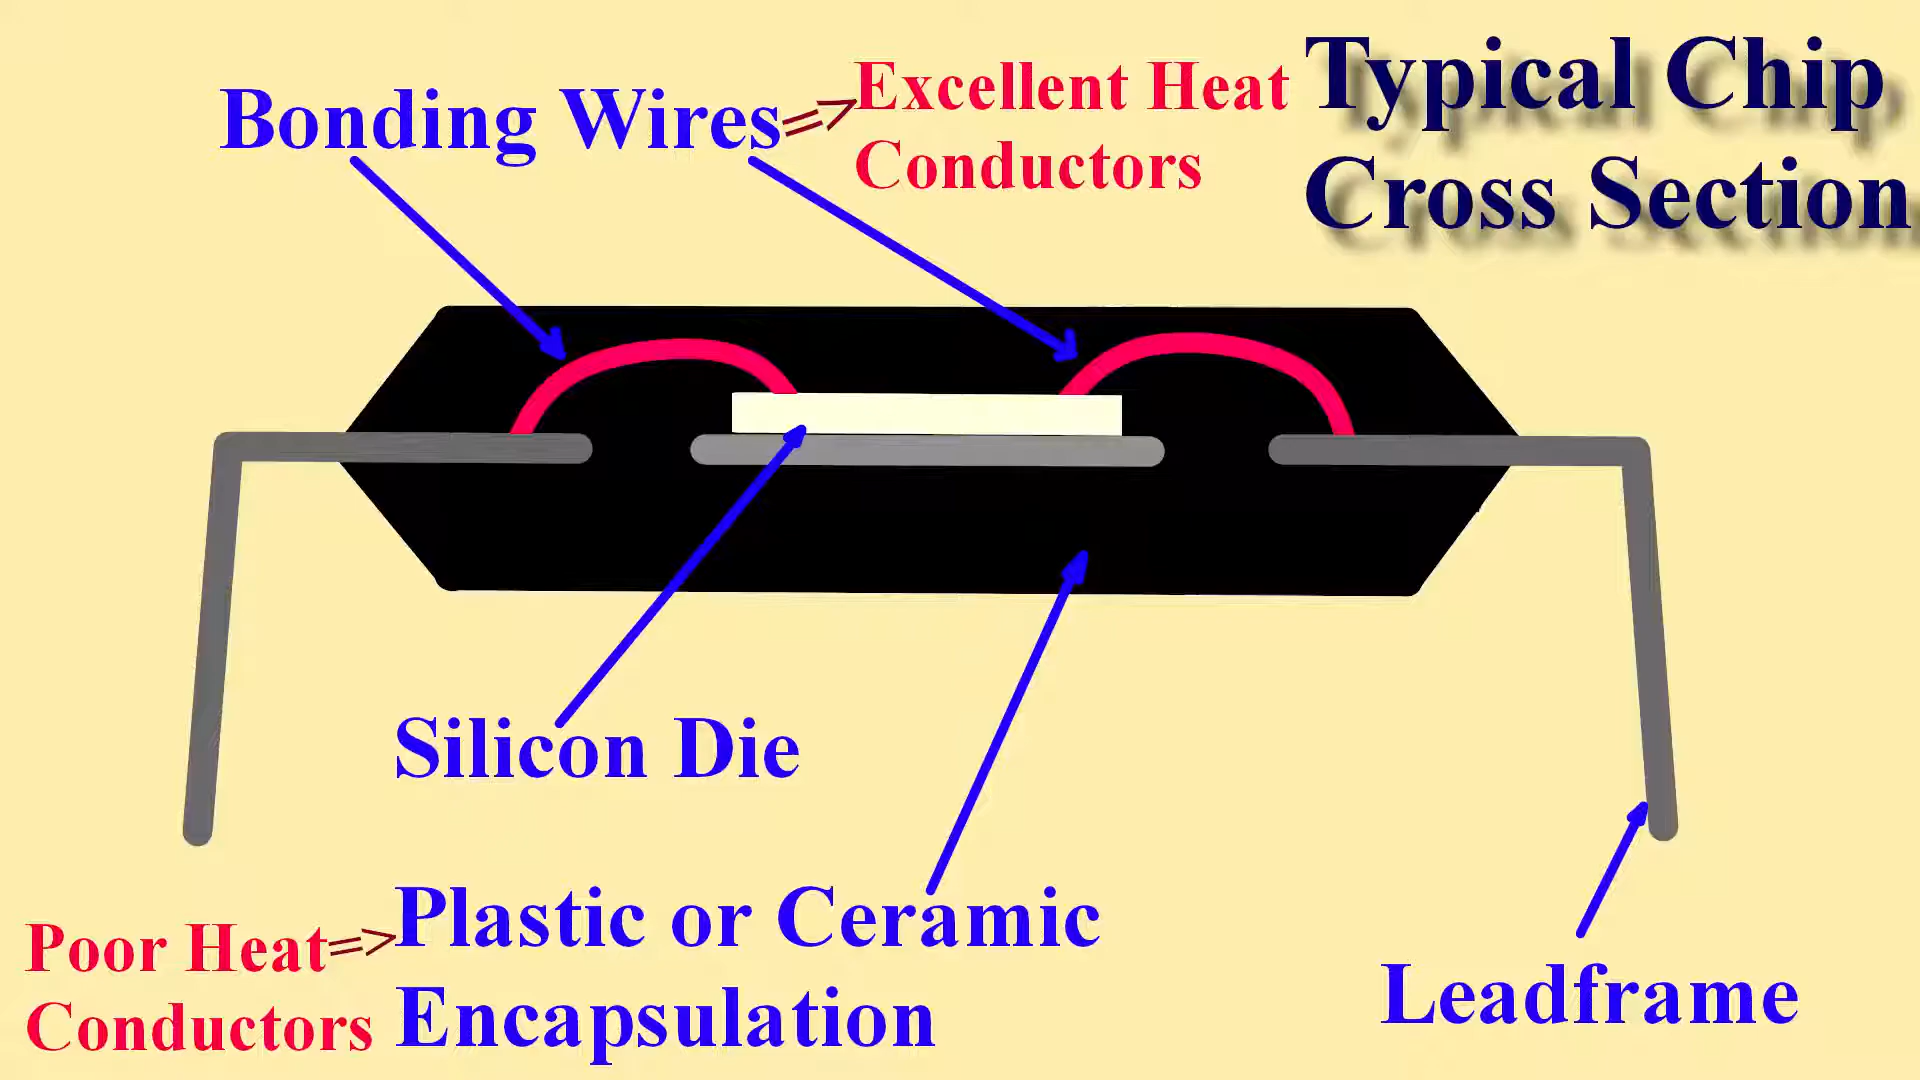 Typical Chip
Cross Section
Bonding Wires
Excellent Heat
Conductors
Silicon Die
Poor Heat
Conductors
Plastic or Ceramic
Encapsulation
Leadframe